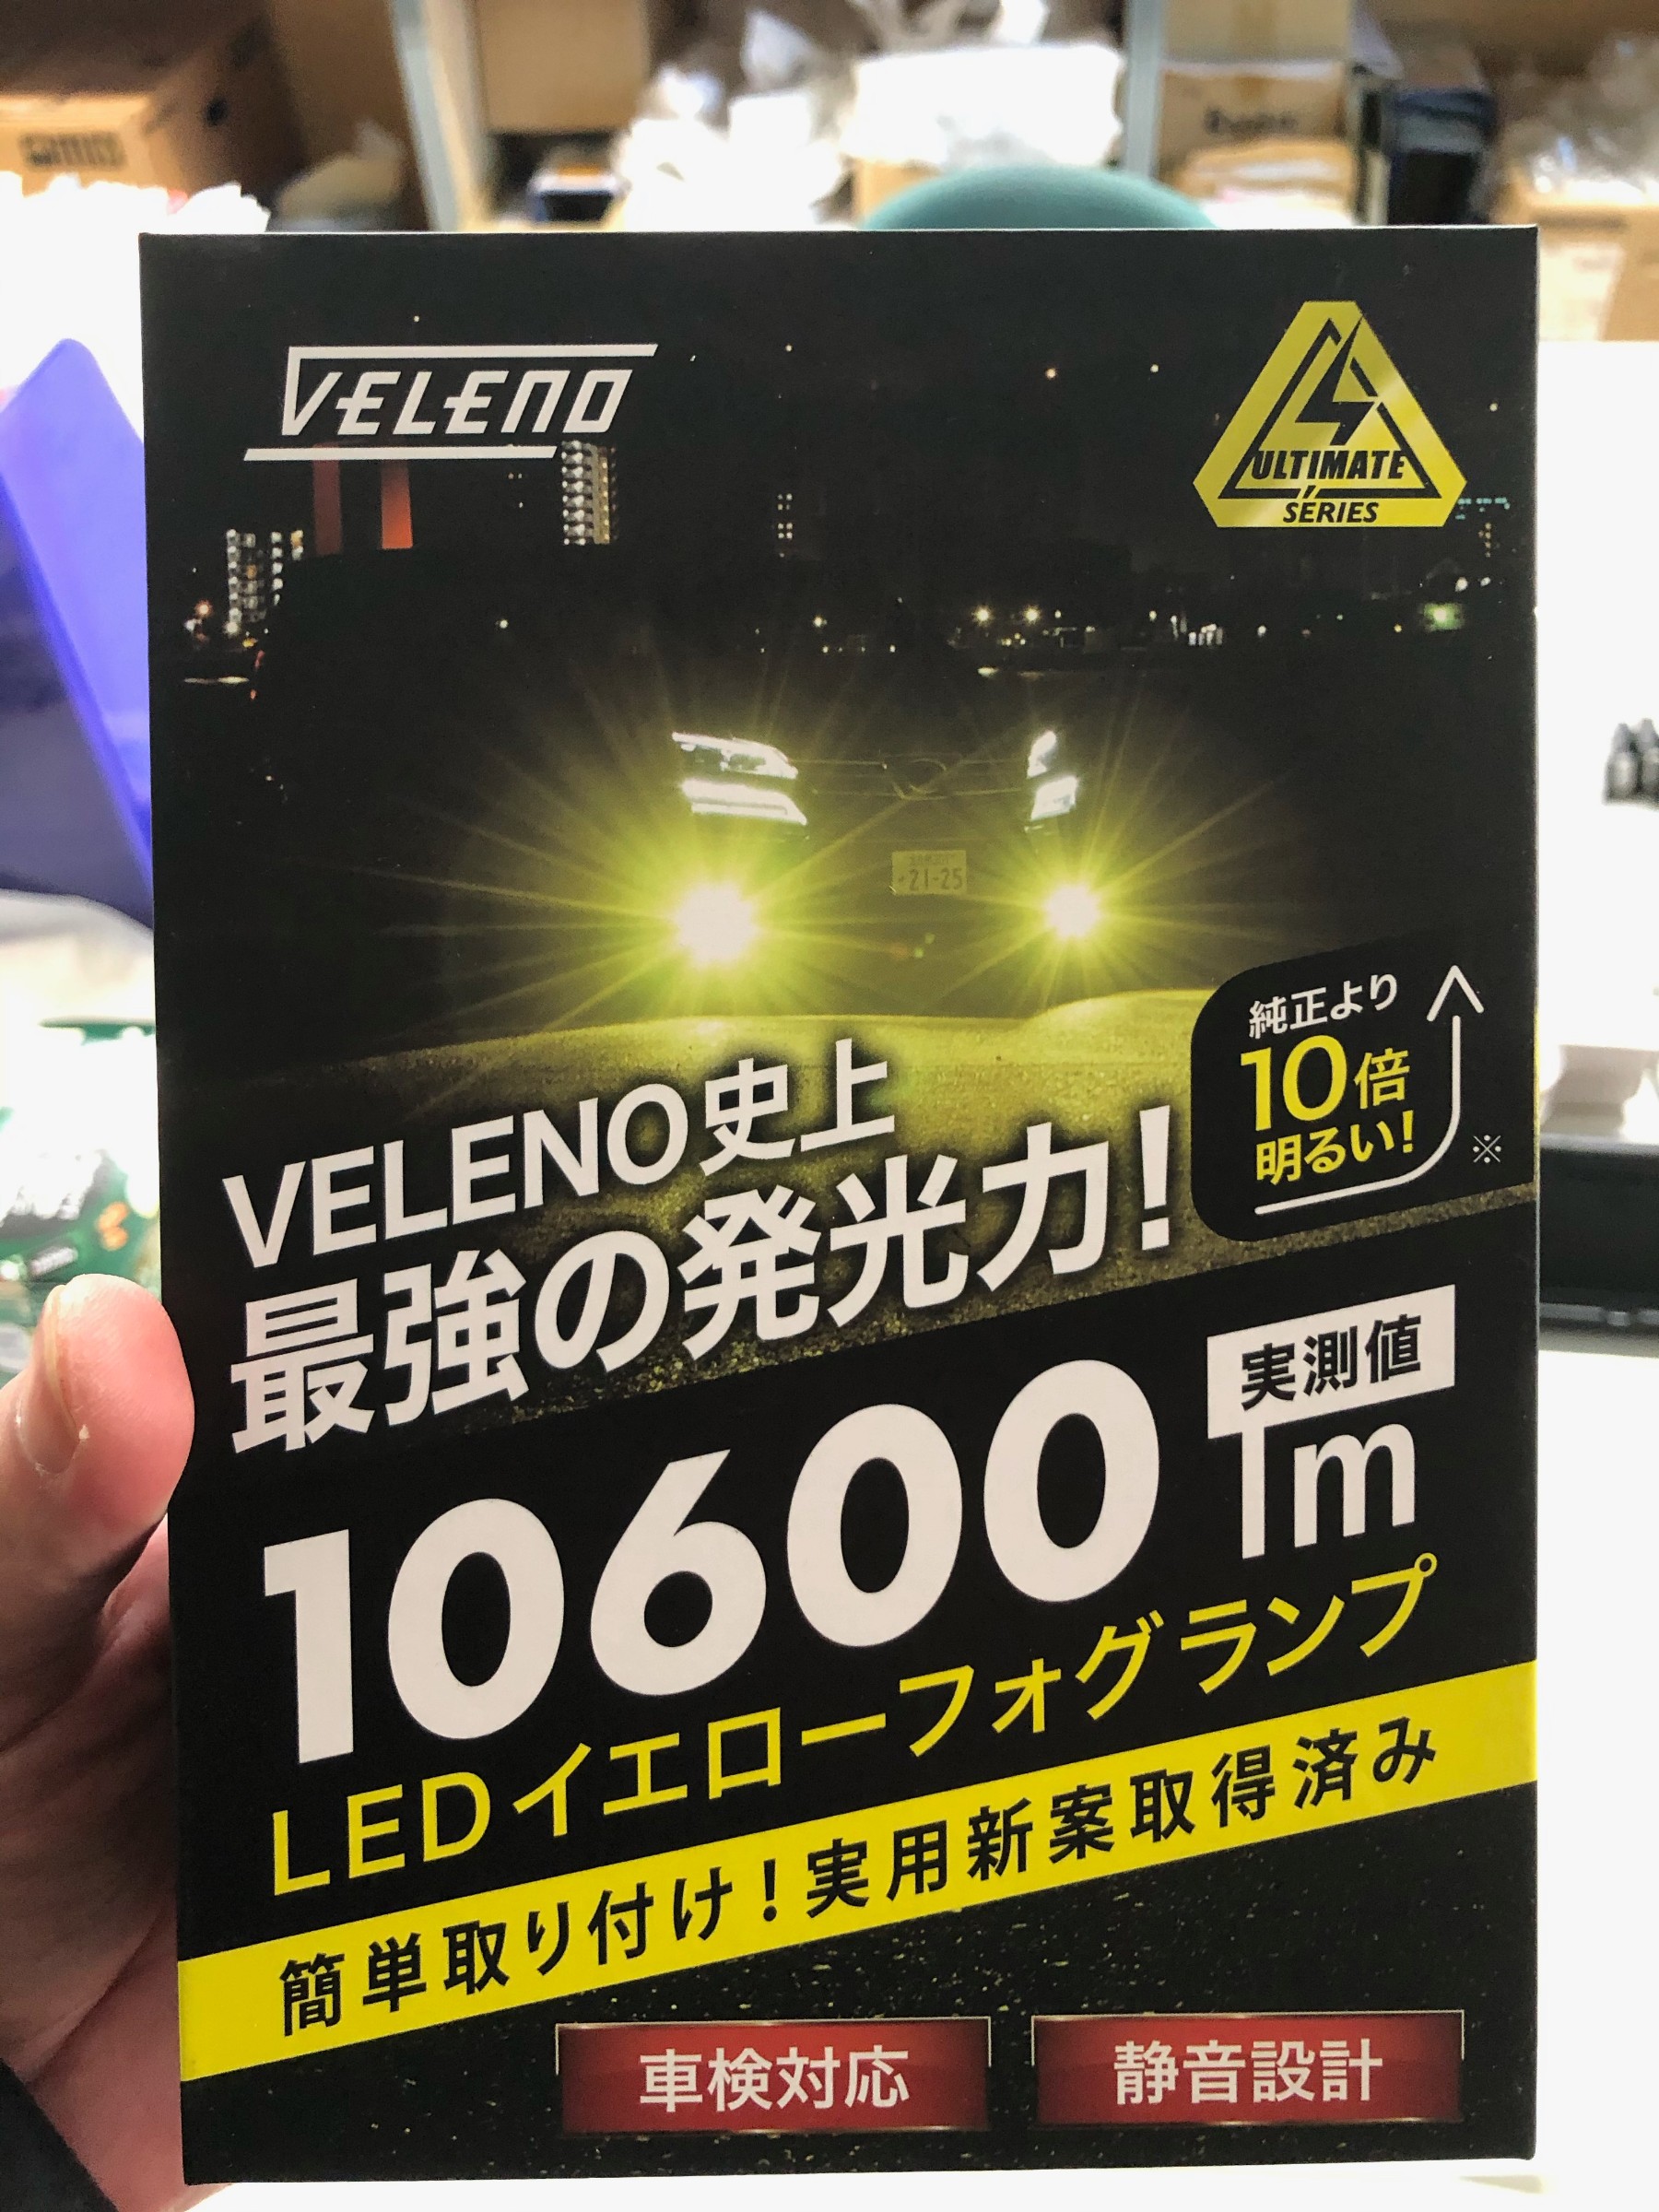 VELENO
ULTIMATE
SERIES
21-25
純正より
10倍
明るい!
※
VELENO史上
最強の発光力!
実測値
10600lm
LEDイエローフォグランプ
簡単取り付け!実用新案取得済み
車検対応
静音設計